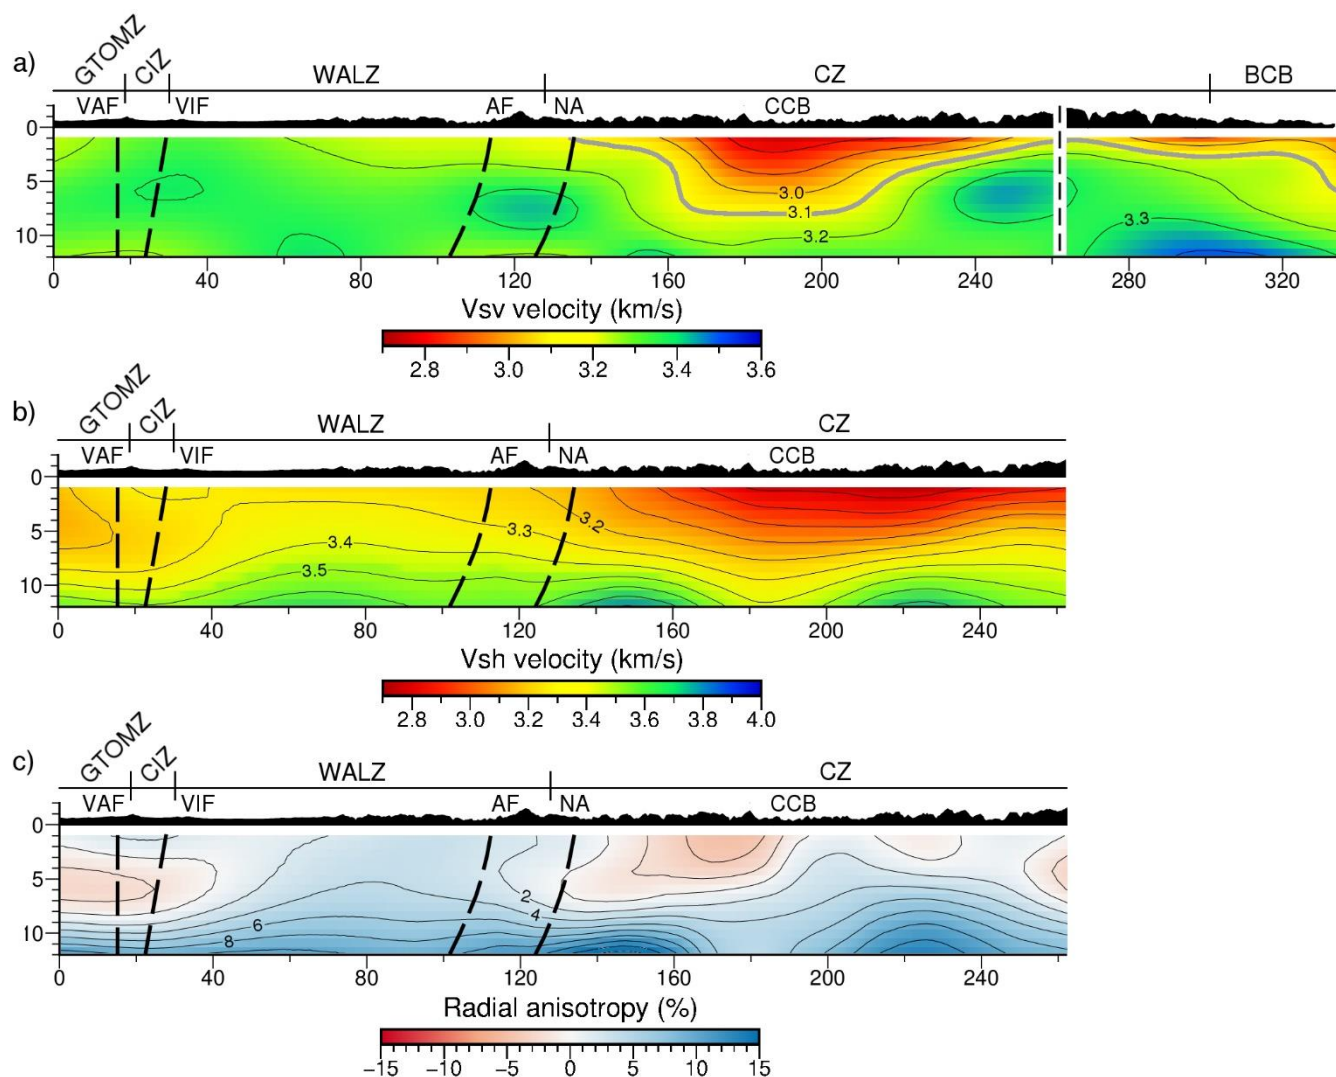 a)
GTOMZ CIZ WALZ CZ BCB
VAF VIF AF NA CCB
0
5
10
3.0
3.1
3.2
3.3
0 40 80 120 160 200 240 280 320
Vsv velocity (km/s)
2.8 3.0 3.2 3.4 3.6
b)
GTOMZ CIZ WALZ CZ
VAF VIF AF NA CCB
0
5
10
3.2
3.3
3.4
3.5
0 40 80 120 160 200 240
Vsh velocity (km/s)
2.8 3.0 3.2 3.4 3.6 3.8 4.0
c)
GTOMZ CIZ WALZ CZ
VAF VIF AF NA CCB
0
5
10
2
4
6
8
0 40 80 120 160 200 240
Radial anisotropy (%)
−15 −10 −5 0 5 10 15